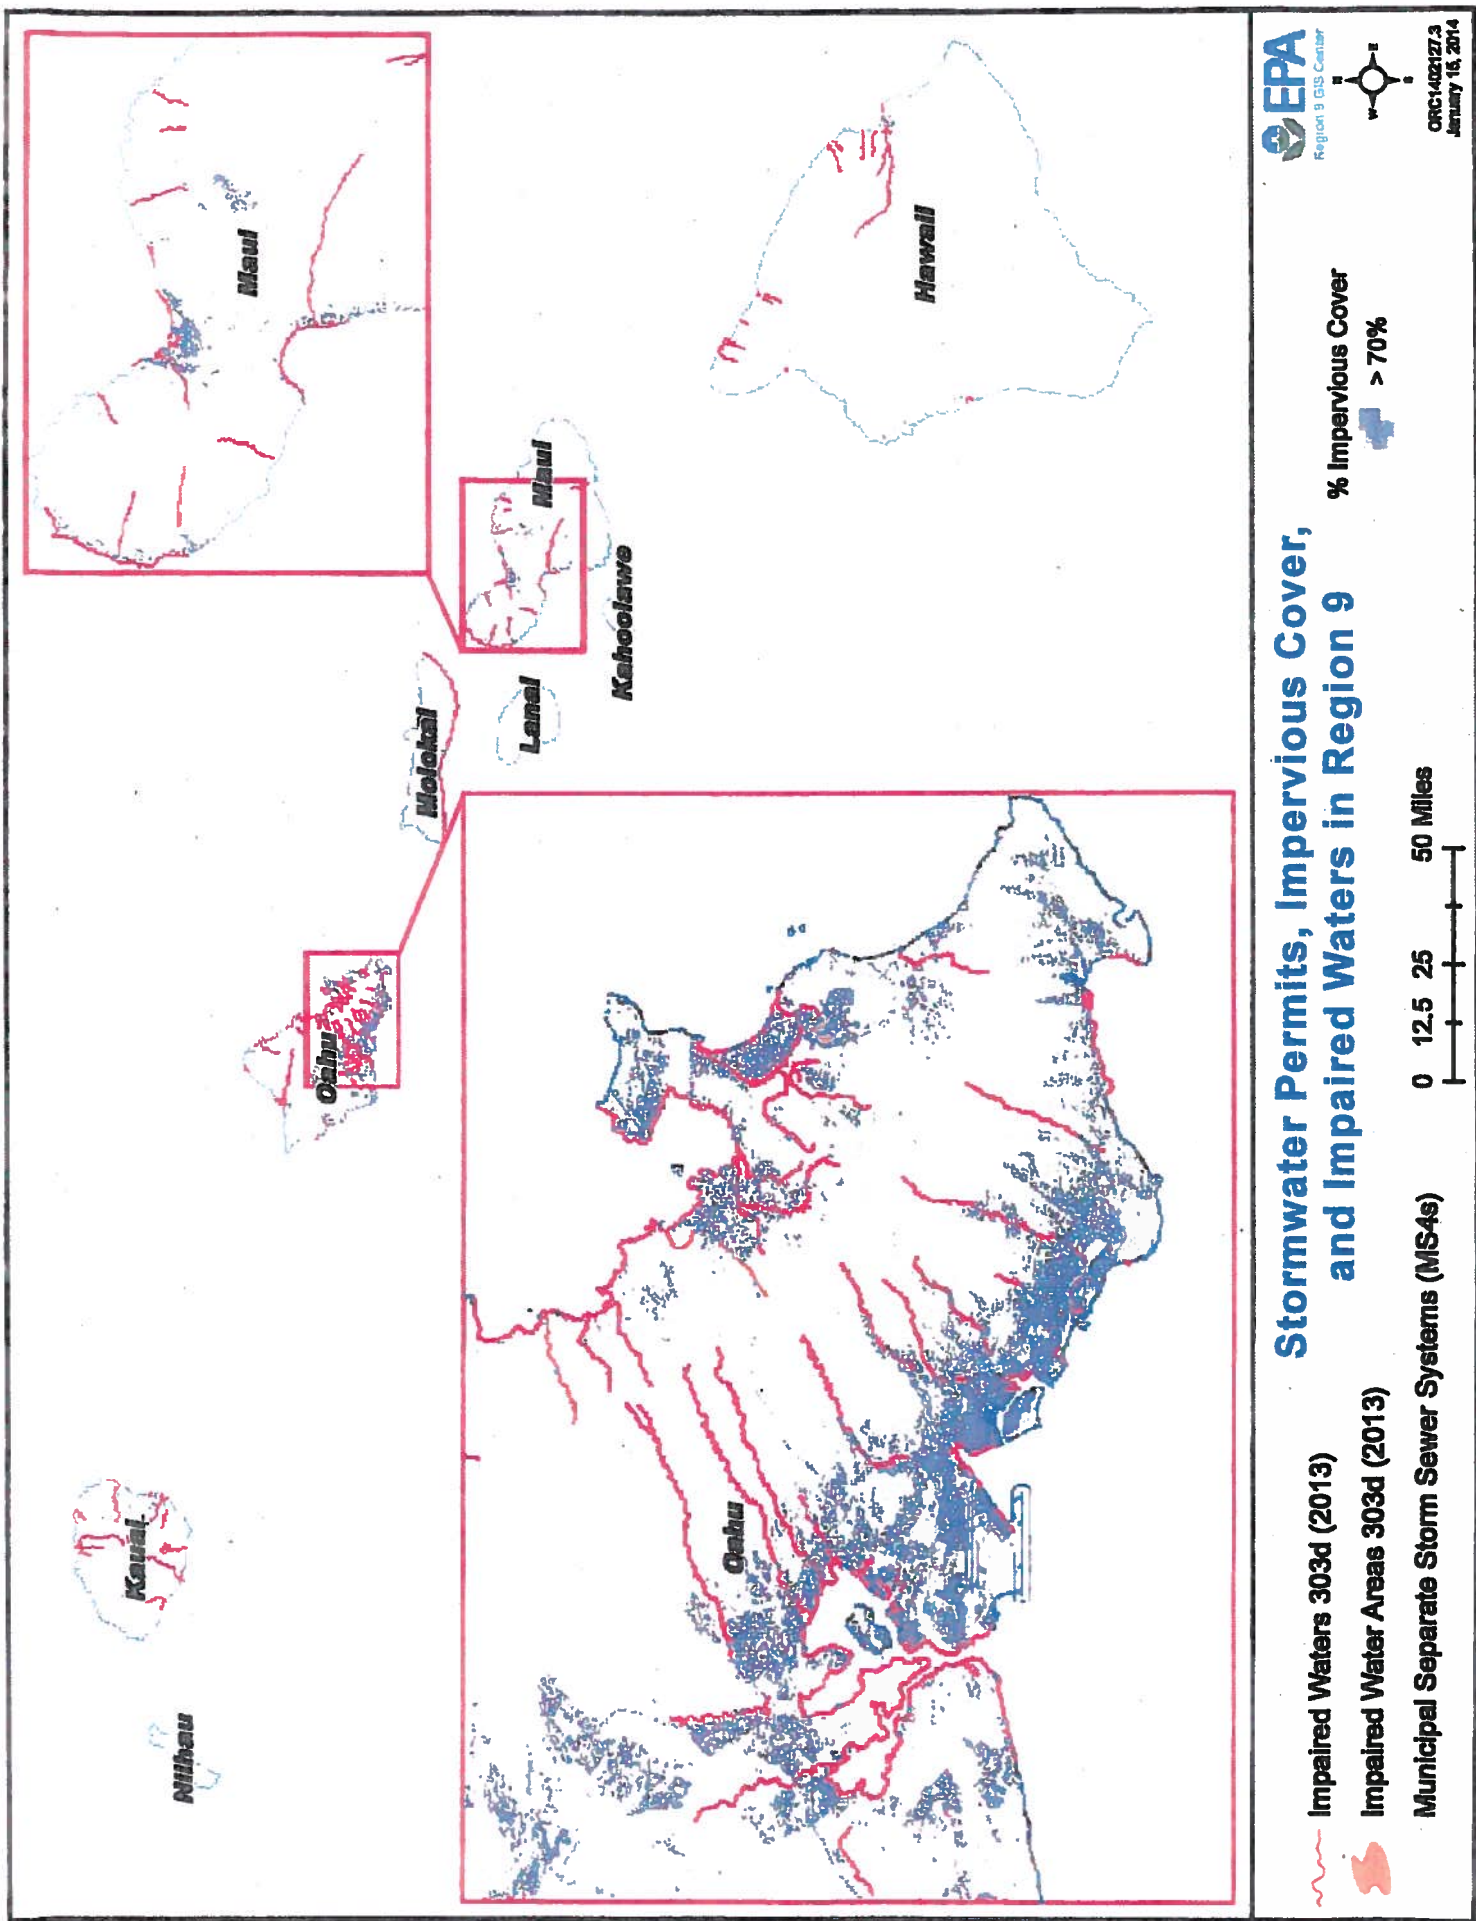 Niihau
Kauai
Oahu
Molokai
Lanai
Kahoolawe
Maui
Maui
Hawaii
Oahu
Impaired Waters 303d (2013)
Impaired Water Areas 303d (2013)
Municipal Separate Storm Sewer Systems (MS4s)
Stormwater Permits, Impervious Cover,
and Impaired Waters in Region 9
0 12.5 25 50 Miles
% Impervious Cover
> 70%
EPA
Region 9 GIS Center
N
W E
S
ORC1402127.3
January 15, 2014